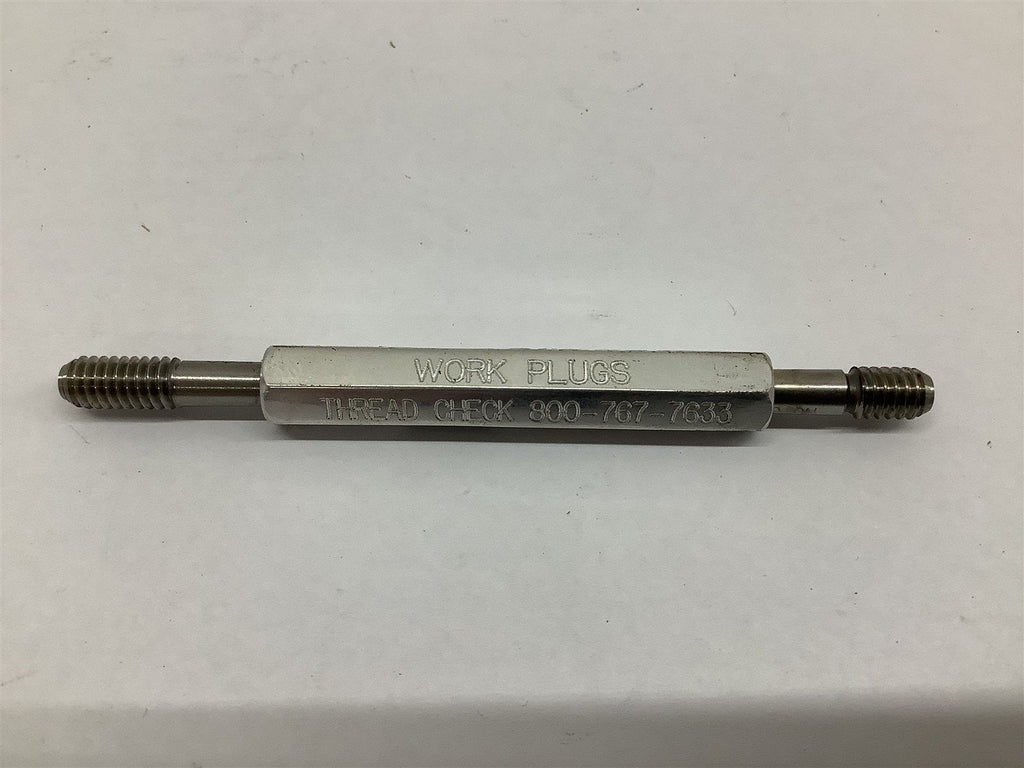 WORK PLUGS
THREAD CHECK 800-767-7633